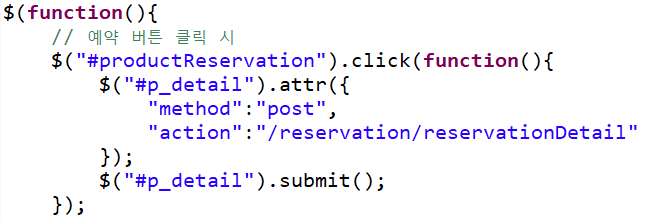 $(function(){
// 예약 버튼 클릭 시
$("#productReservation").click(function(){
$("#p_detail").attr({
"method":"post",
"action":"/reservation/reservationDetail"
});
$("#p_detail").submit();
});